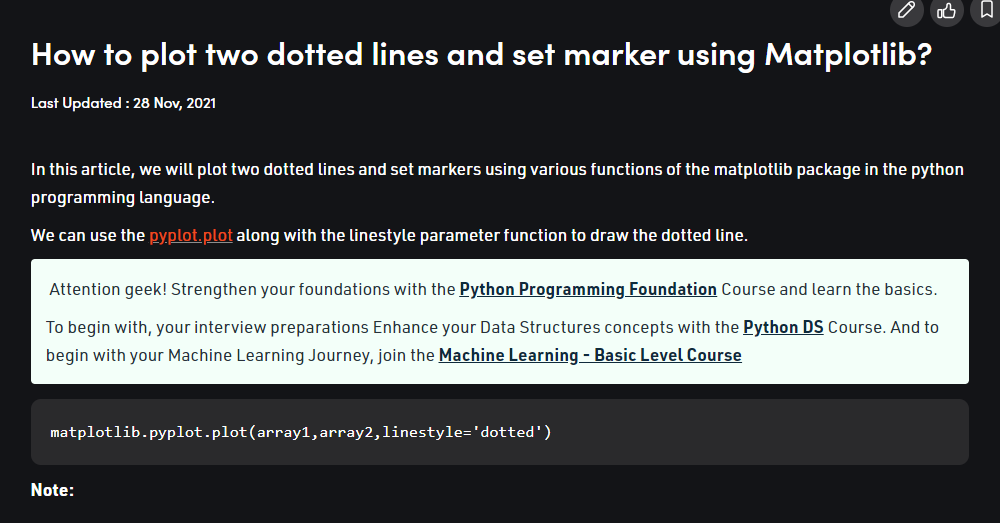 How to plot two dotted lines and set marker using Matplotlib?
Last Updated : 28 Nov, 2021
In this article, we will plot two dotted lines and set markers using various functions of the matplotlib package in the python
programming language.
We can use the pyplot.plot along with the linestyle parameter function to draw the dotted line.
Attention geek! Strengthen your foundations with the Python Programming Foundation Course and learn the basics.
To begin with, your interview preparations Enhance your Data Structures concepts with the Python DS Course. And to
begin with your Machine Learning Journey, join the Machine Learning - Basic Level Course
matplotlib.pyplot.plot(array1,array2,linestyle='dotted')
Note: